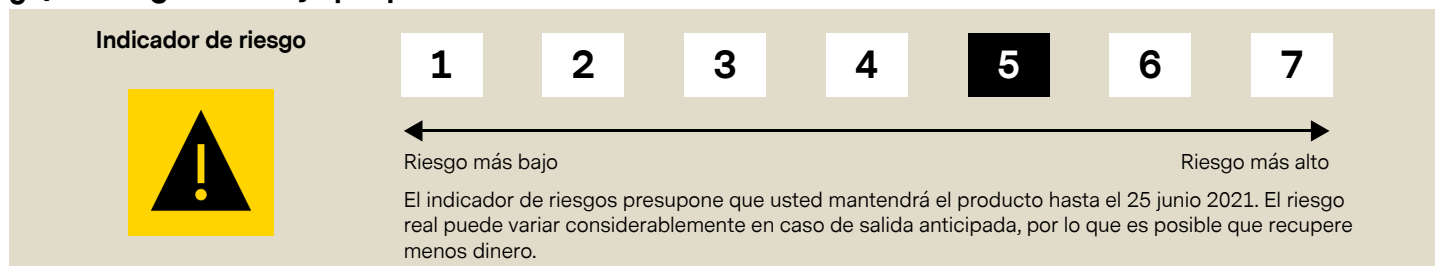 Indicador de riesgo
1 2 3 4 5 6 7
Riesgo más bajo Riesgo más alto
El indicador de riesgos presupone que usted mantendrá el producto hasta el 25 junio 2021. El riesgo
real puede variar considerablemente en caso de salida anticipada, por lo que es posible que recupere
menos dinero.